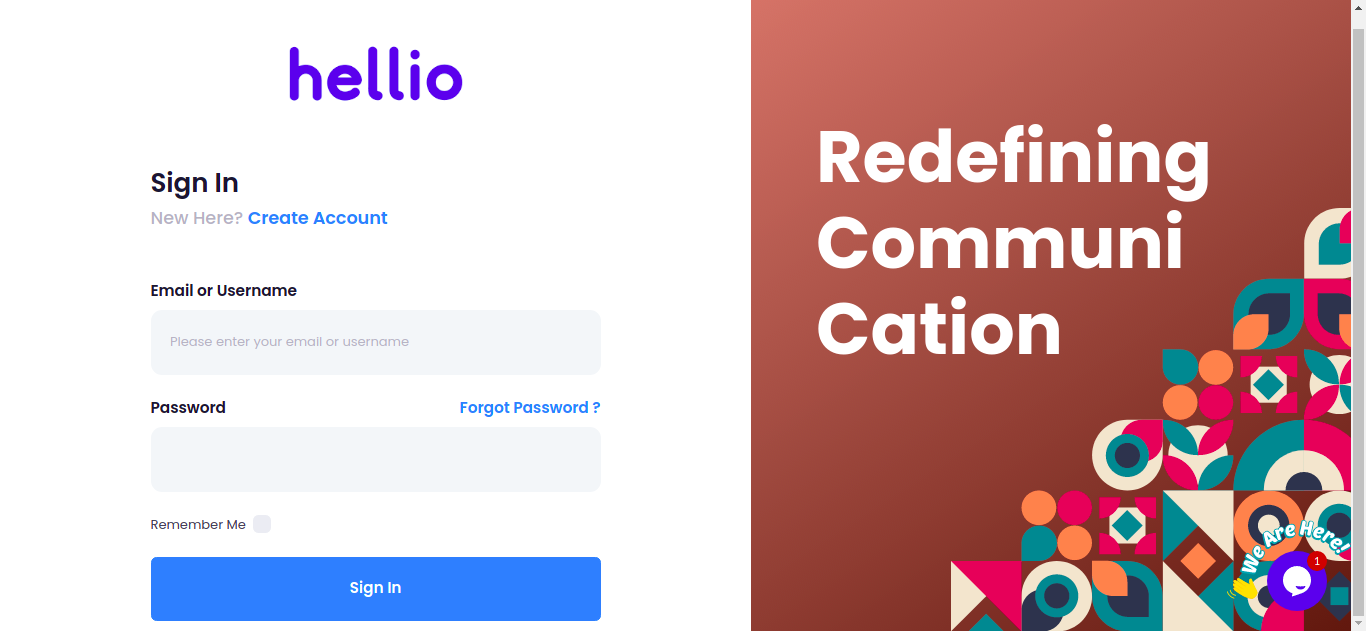 hellio
Sign In
New Here? Create Account
Email or Username
Please enter your email or username
Password
Forgot Password ?
Remember Me
Sign In
Redefining
Communi
Cation
We Are Here!
1